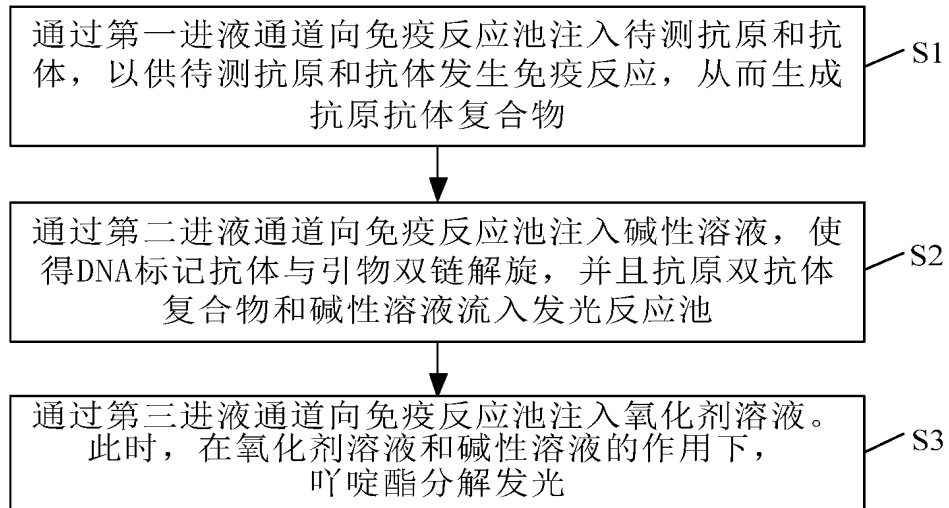 通过第一进液通道向免疫反应池注入待测抗原和抗
体，以供待测抗原和抗体发生免疫反应，从而生成
抗原抗体复合物
S1
通过第二进液通道向免疫反应池注入碱性溶液，使
得DNA标记抗体与引物双链解旋，并且抗原双抗体
复合物和碱性溶液流入发光反应池
S2
通过第三进液通道向免疫反应池注入氧化剂溶液。
此时，在氧化剂溶液和碱性溶液的作用下，
吖啶酯分解发光
S3